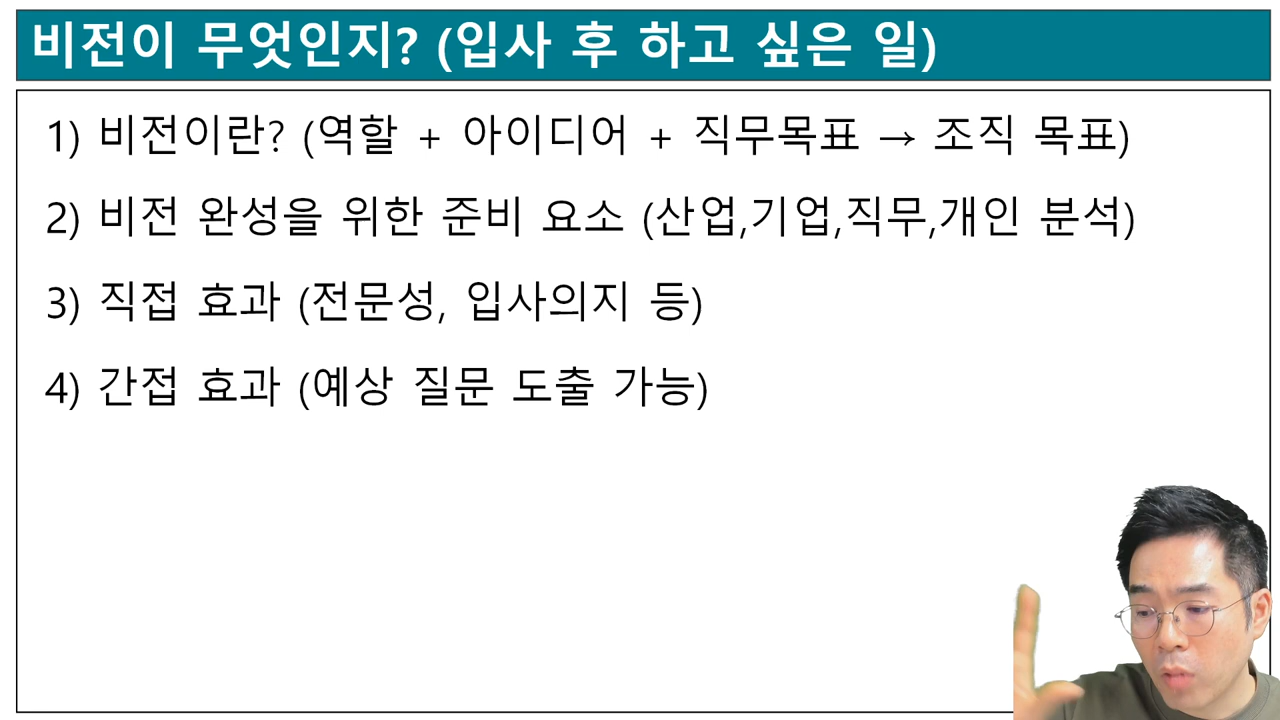 비전이 무엇인지? (입사 후 하고 싶은 일)
1) 비전이란? (역할 + 아이디어 + 직무목표 → 조직 목표)
2) 비전 완성을 위한 준비 요소 (산업,기업,직무,개인 분석)
3) 직접 효과 (전문성, 입사의지 등)
4) 간접 효과 (예상 질문 도출 가능)